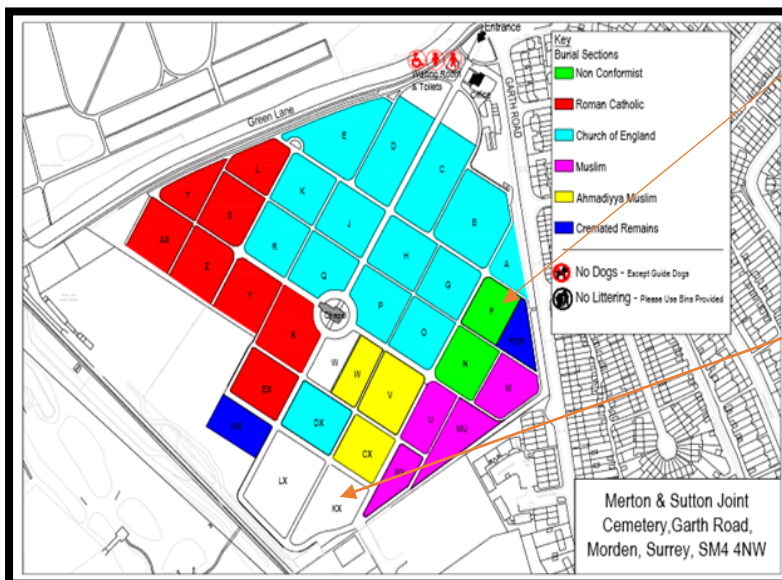 Entrance
Waiting Room
& Toilets
Office
GARTH ROAD
Green Lane
Key
Burial Sections
Non Conformist
Roman Catholic
Church of England
Muslim
Ahmadiyya Muslim
Cremated Remains
No Dogs - Except Guide Dogs
No Littering - Please Use Bins Provided
E
D
C
L
T
K
S
J
B
AX
R
H
A
Z
Q
G
Y
P
F
Chapel
X
O
W
W
N
V
M
EX
U
MU
DX
CX
LX
KX
Merton & Sutton Joint
Cemetery,Garth Road,
Morden, Surrey, SM4 4NW